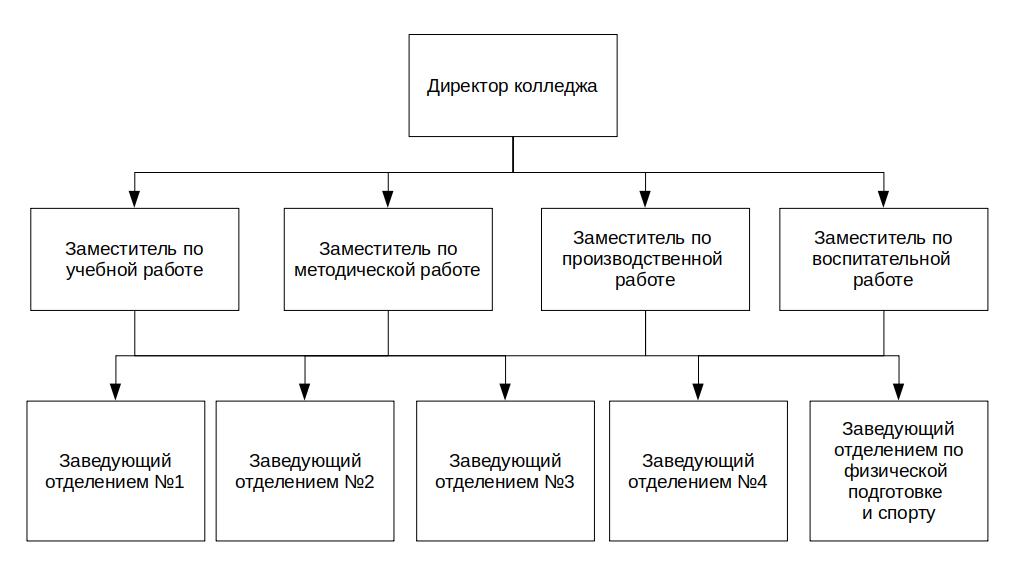 Директор колледжа
Заместитель по
учебной работе
Заместитель по
методической работе
Заместитель по
производственной
работе
Заместитель по
воспитательной
работе
Заведующий
отделением №1
Заведующий
отделением №2
Заведующий
отделением №3
Заведующий
отделением №4
Заведующий
отделением по
физической
подготовке
и спорту